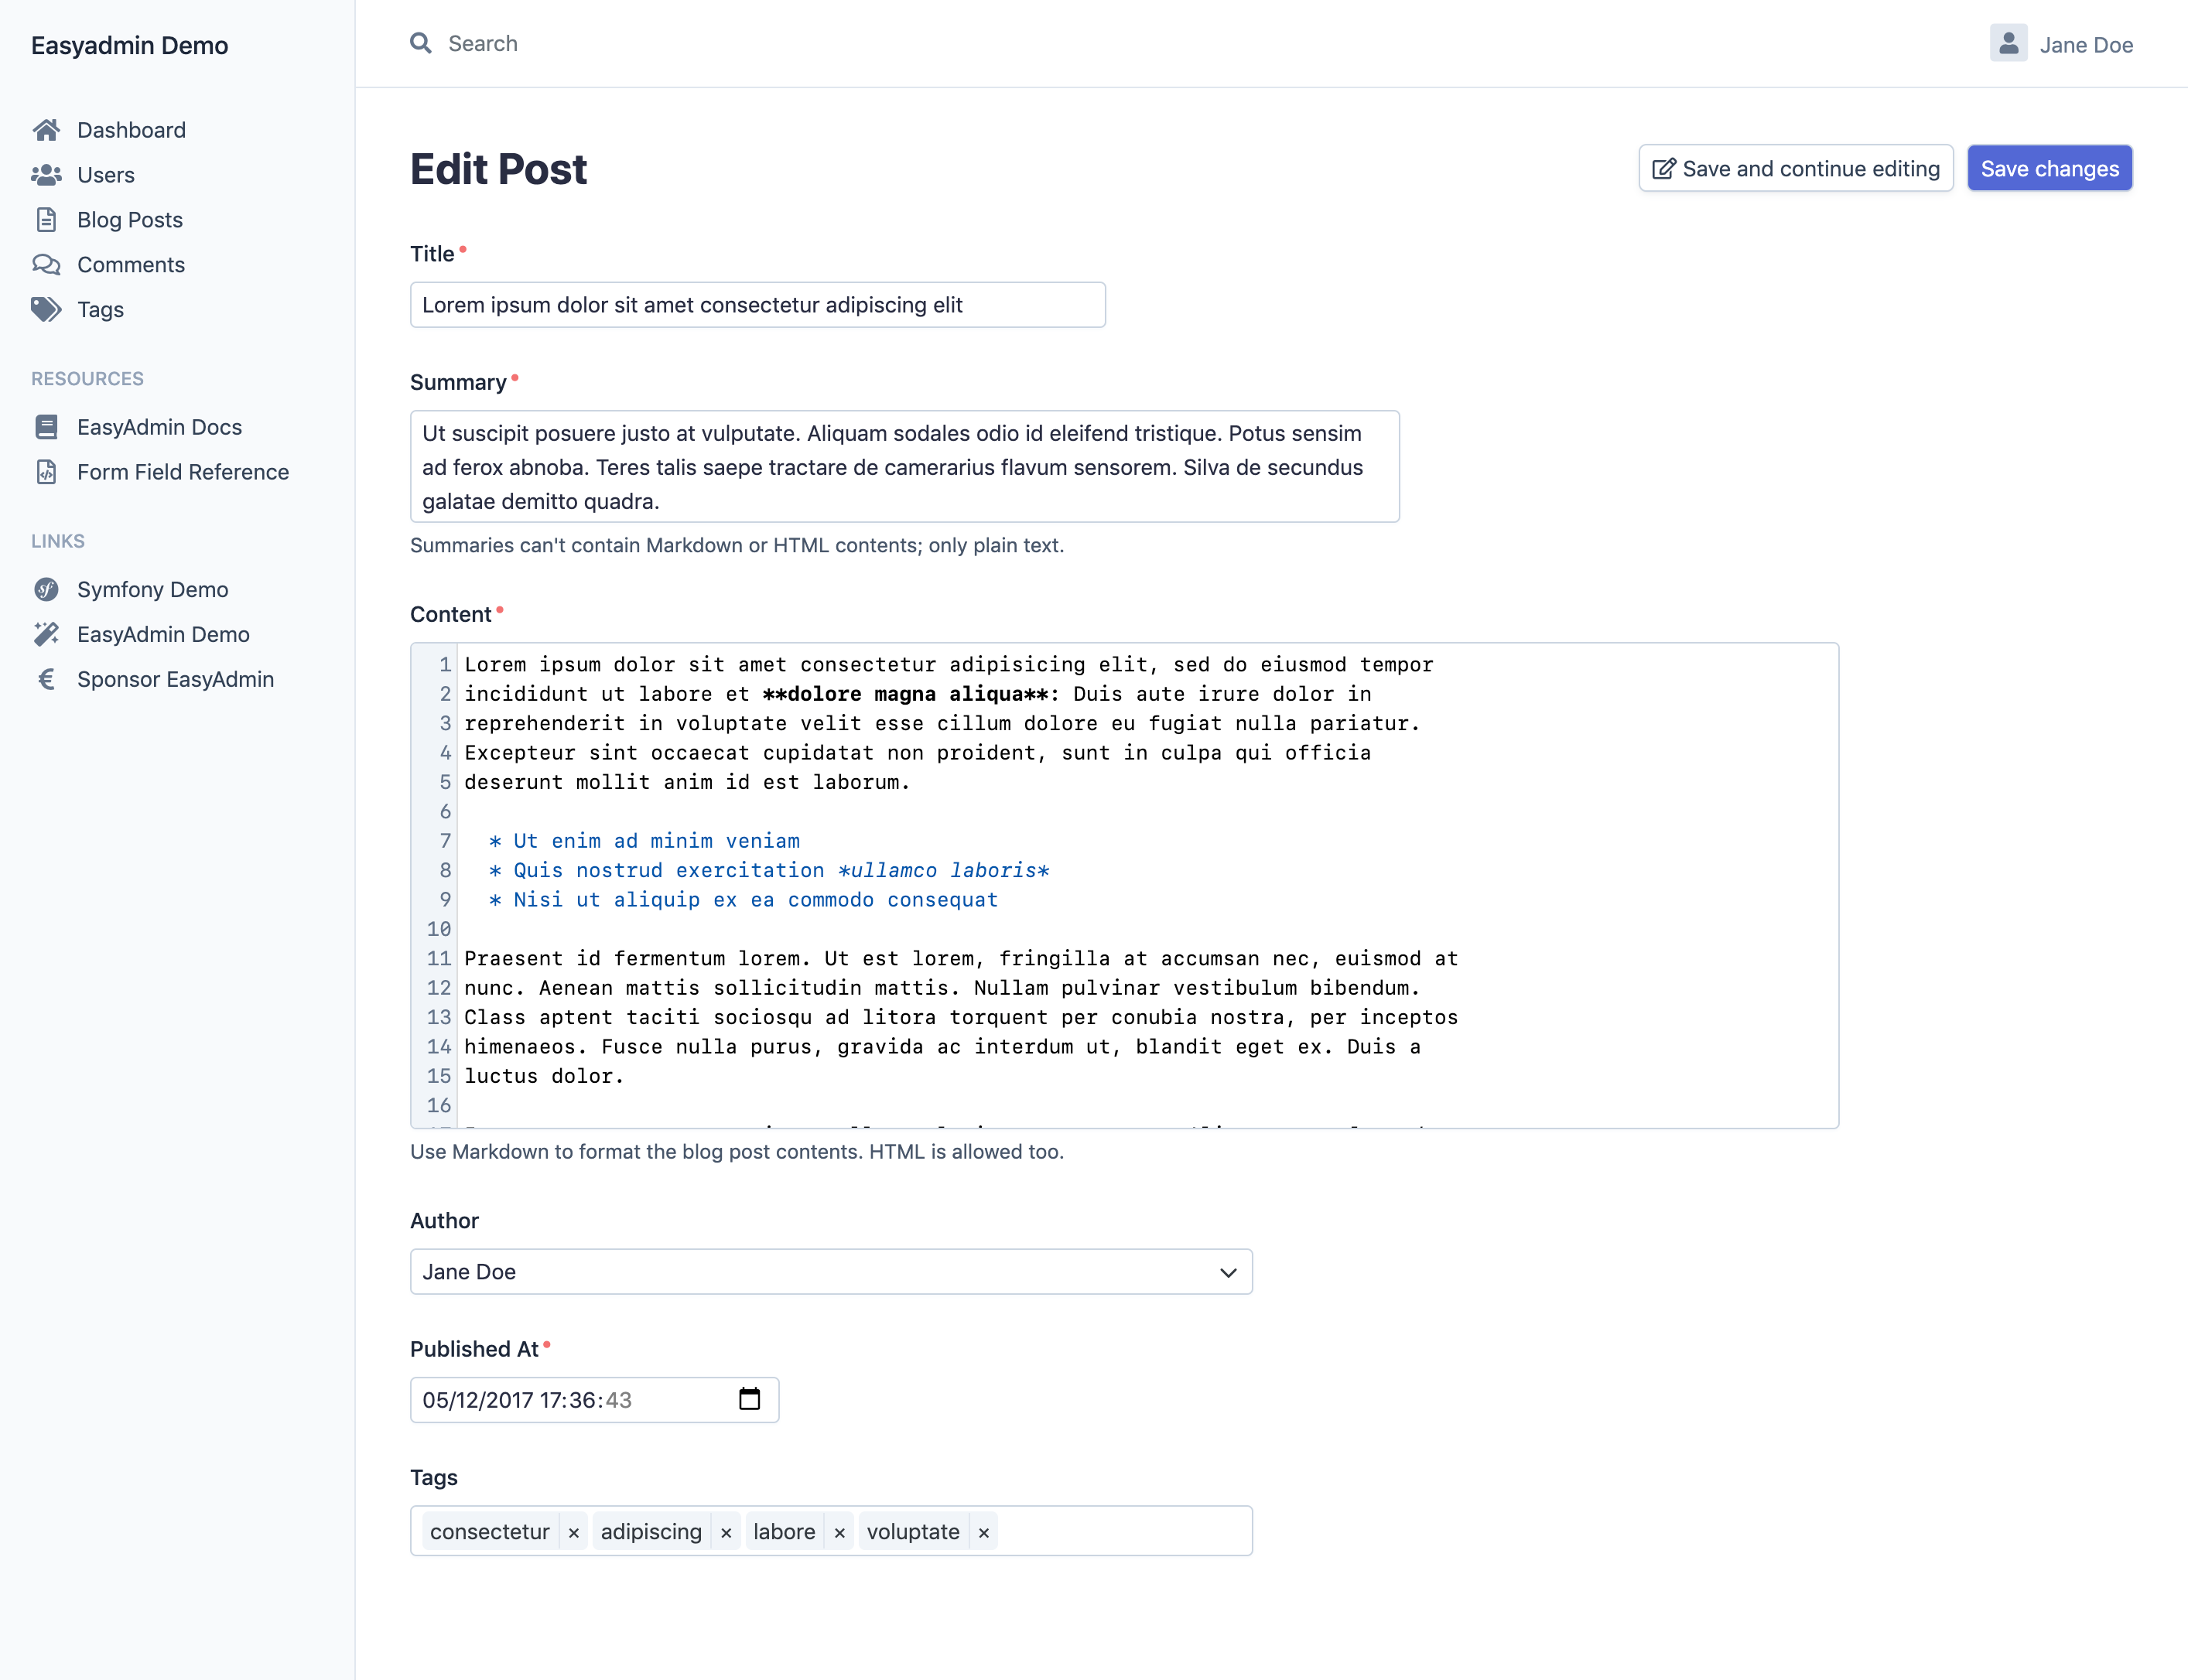 Easyadmin Demo
Search
Jane Doe
Dashboard
Users
Blog Posts
Comments
Tags
RESOURCES
EasyAdmin Docs
Form Field Reference
LINKS
Symfony Demo
EasyAdmin Demo
€ Sponsor EasyAdmin
Edit Post
Save and continue editing
Save changes
Title
Lorem ipsum dolor sit amet consectetur adipiscing elit
Summary
Ut suscipit posuere justo at vulputate. Aliquam sodales odio id eleifend tristique. Potus sensim
ad ferox abnoba. Teres talis saepe tractare de camerarius flavum sensorem. Silva de secundus
galatae demitto quadra.
Summaries can't contain Markdown or HTML contents; only plain text.
Content
1 Lorem ipsum dolor sit amet consectetur adipisicing elit, sed do eiusmod tempor
2 incididunt ut labore et **dolore magna aliqua**: Duis aute irure dolor in
3 reprehenderit in voluptate velit esse cillum dolore eu fugiat nulla pariatur.
4 Excepteur sint occaecat cupidatat non proident, sunt in culpa qui officia
5 deserunt mollit anim id est laborum.
6
7 * Ut enim ad minim veniam
8 * Quis nostrud exercitation *ullamco laboris*
9 * Nisi ut aliquip ex ea commodo consequat
10
11 Praesent id fermentum lorem. Ut est lorem, fringilla at accumsan nec, euismod at
12 nunc. Aenean mattis sollicitudin mattis. Nullam pulvinar vestibulum bibendum.
13 Class aptent taciti sociosqu ad litora torquent per conubia nostra, per inceptos
14 himenaeos. Fusce nulla purus, gravida ac interdum ut, blandit eget ex. Duis a
15 luctus dolor.
16
Use Markdown to format the blog post contents. HTML is allowed too.
Author
Jane Doe
Published At
05/12/2017 17:36:43
Tags
consectetur × adipiscing × labore × voluptate ×